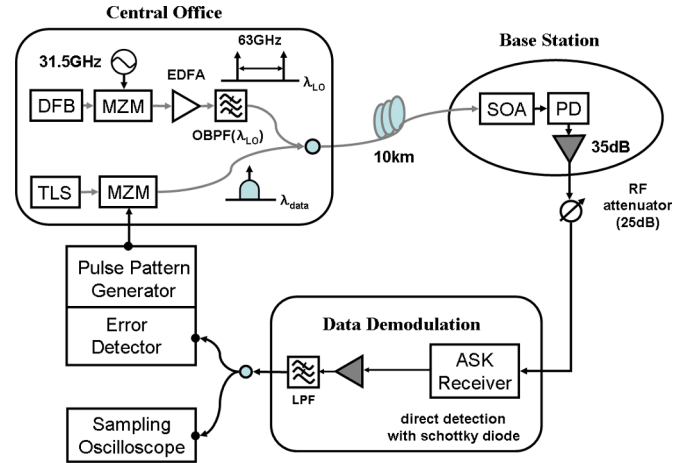 Central Office
31.5GHz
63GHz
EDFA
λLO
DFB
MZM
OBPF(λLO)
TLS
MZM
λdata
10km
Base Station
SOA
PD
35dB
RF
attenuator
(25dB)
Pulse Pattern
Generator
Error
Detector
Sampling
Oscilloscope
Data Demodulation
LPF
ASK
Receiver
direct detection
with schottky diode